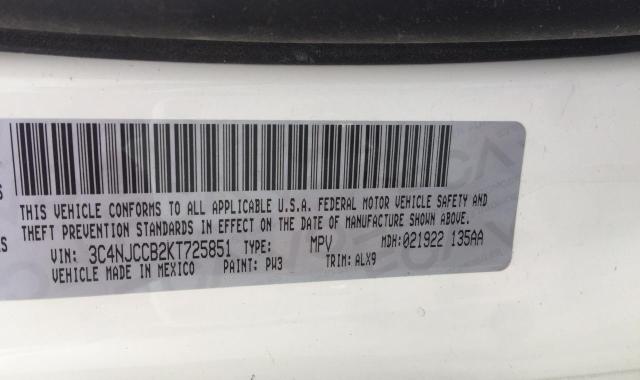 THIS VEHICLE CONFORMS TO ALL APPLICABLE U.S.A. FEDERAL MOTOR VEHICLE SAFETY AND
THEFT PREVENTION STANDARDS IN EFFECT ON THE DATE OF MANUFACTURE SHOWN ABOVE.
VIN: 3C4NJCCB2KT725851 TYPE: MPV MDH:021922 135AA
VEHICLE MADE IN MEXICO PAINT: PW3 TRIM: ALX9